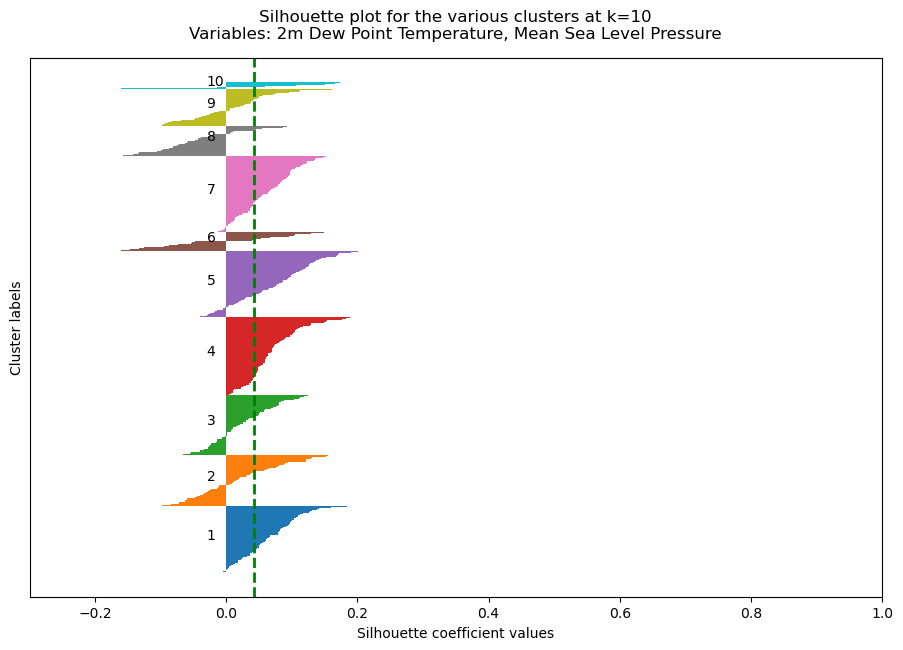 Silhouette plot for the various clusters at k=10
Variables: 2m Dew Point Temperature, Mean Sea Level Pressure
Cluster labels
10
9
8
7
6
5
4
3
2
1
−0.2 0.0 0.2 0.4 0.6 0.8 1.0
Silhouette coefficient values